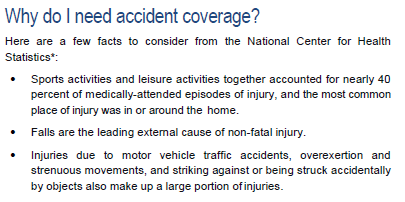 Why do I need accident coverage?
Here are a few facts to consider from the National Center for Health
Statistics*:
• Sports activities and leisure activities together accounted for nearly 40
percent of medically-attended episodes of injury, and the most common
place of injury was in or around the home.
• Falls are the leading external cause of non-fatal injury.
• Injuries due to motor vehicle traffic accidents, overexertion and
strenuous movements, and striking against or being struck accidentally
by objects also make up a large portion of injuries.